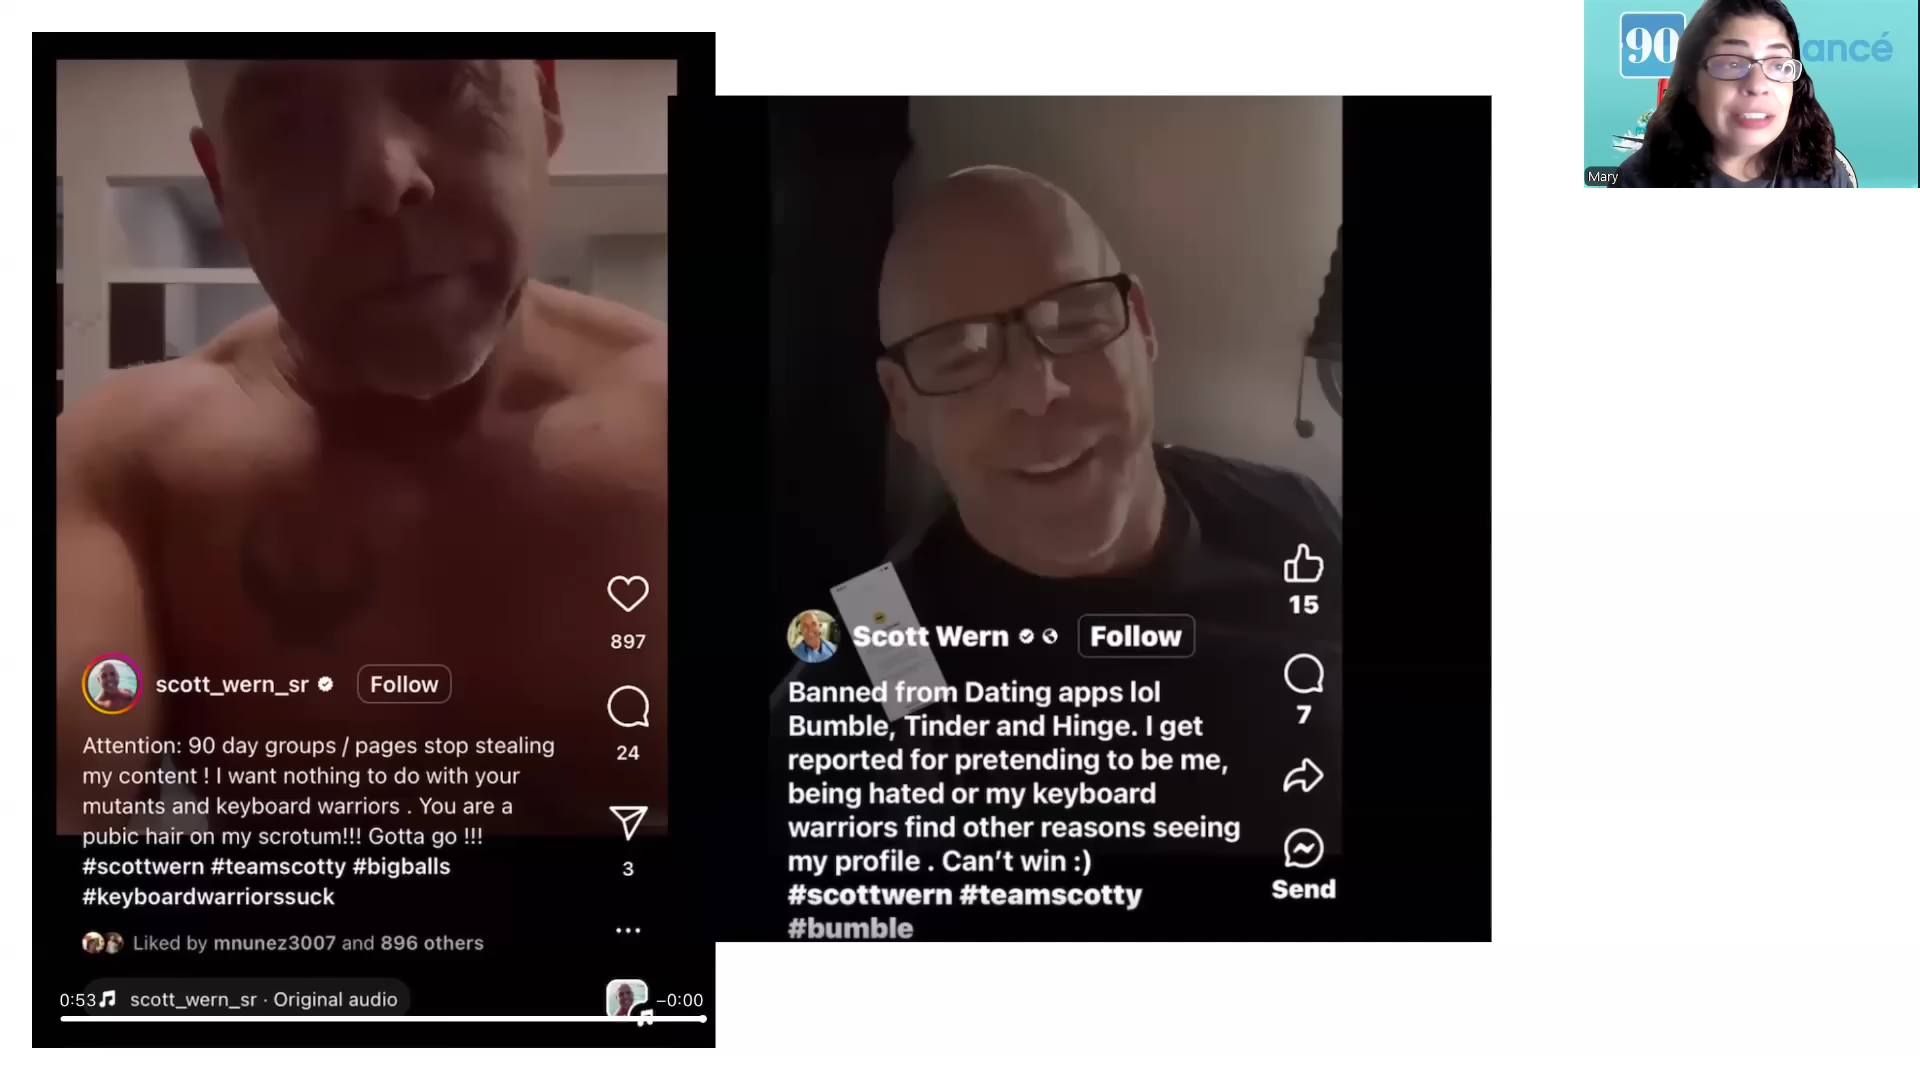 90
ancé
Mary
897
scott_wern_sr
Follow
24
Attention: 90 day groups / pages stop stealing
my content ! I want nothing to do with your
mutants and keyboard warriors . You are a
pubic hair on my scrotum!!! Gotta go !!!
#scottwern #teamscotty #bigballs
#keyboardwarriorssuck
3
Liked by mnunez3007 and 896 others
0:53
scott_wern_sr · Original audio
–0:00
15
Scott Wern
Follow
7
Banned from Dating apps lol
Bumble, Tinder and Hinge. I get
reported for pretending to be me,
being hated or my keyboard
warriors find other reasons seeing
my profile . Can’t win :)
#scottwern #teamscotty
#bumble
Send